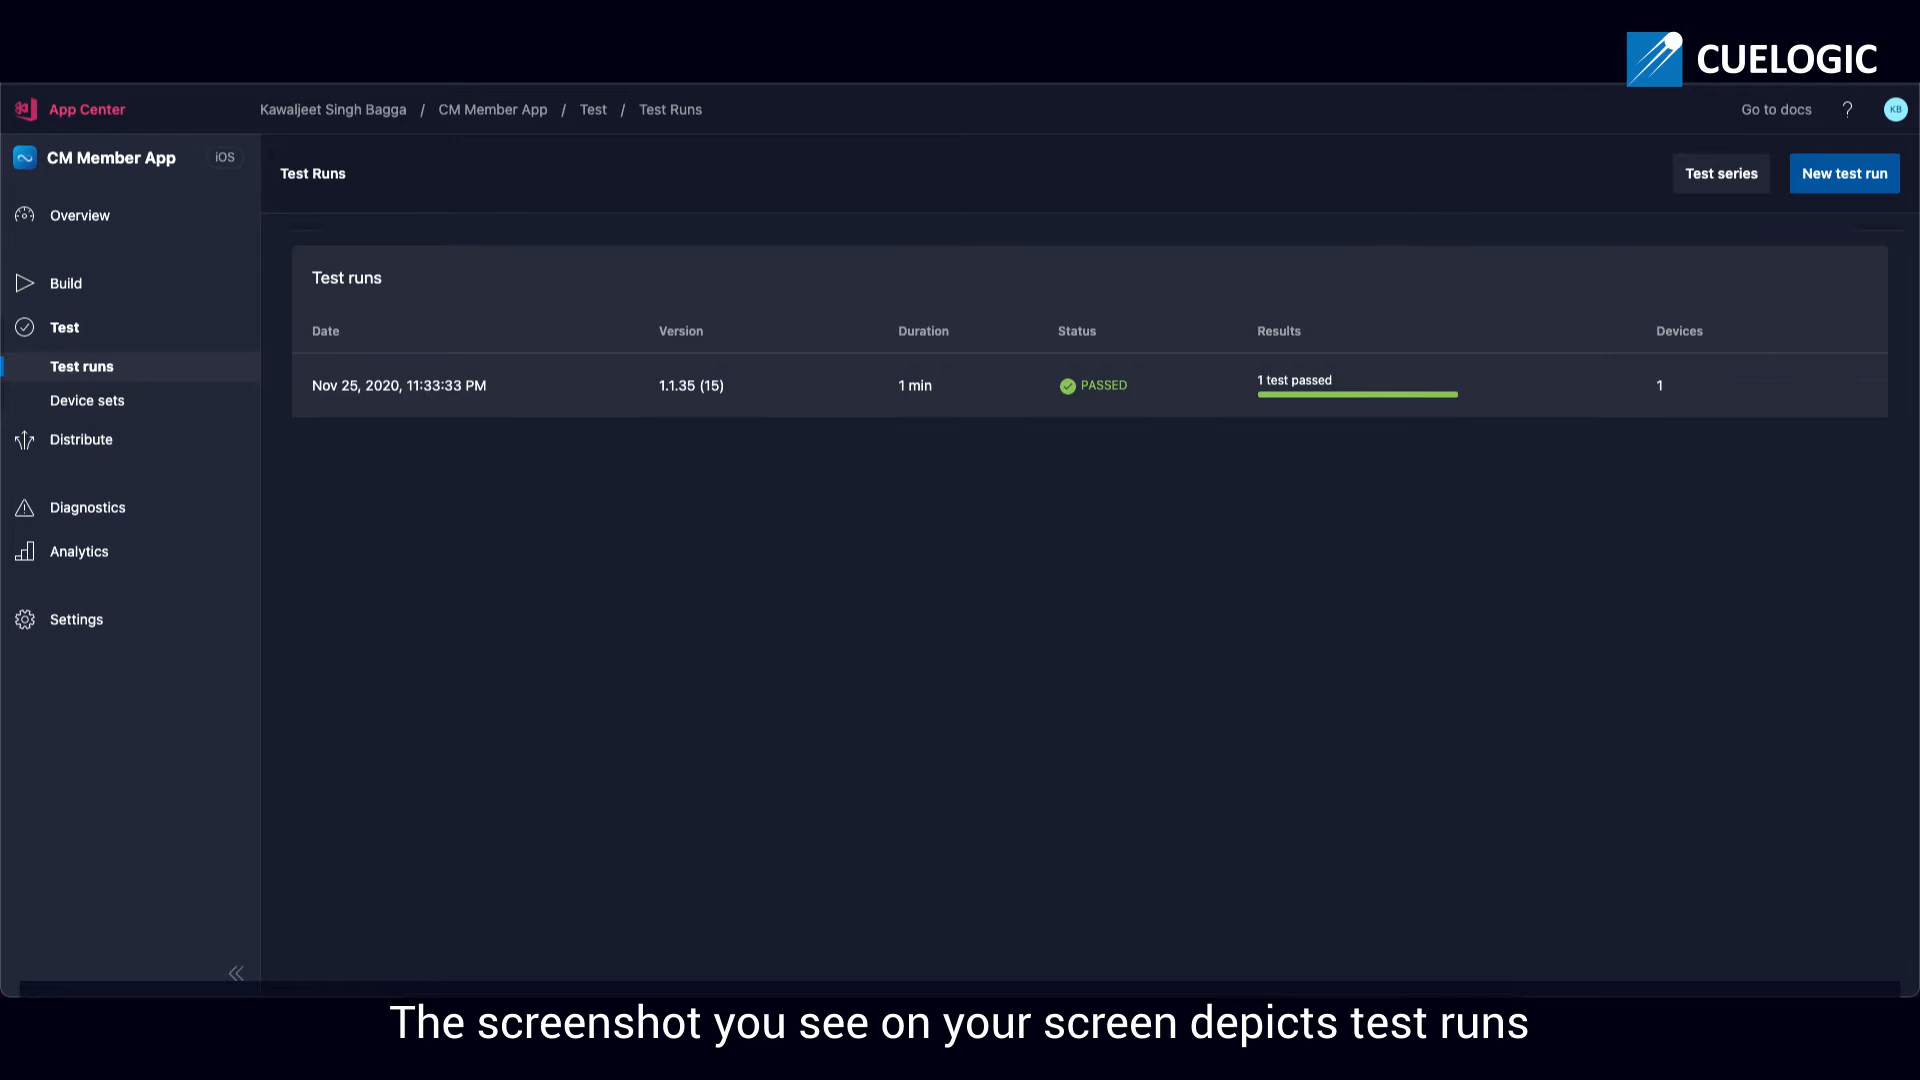 CUELOGIC
App Center
Kawaljeet Singh Bagga / CM Member App / Test / Test Runs
Go to docs ? KB
CM Member App iOS
Test Runs
Test series
New test run
Overview
Build
Test
Test runs
Device sets
Distribute
Diagnostics
Analytics
Settings
Test runs
Date Version Duration Status Results Devices
Nov 25, 2020, 11:33:33 PM 1.1.35 (15) 1 min PASSED 1 test passed 1
The screenshot you see on your screen depicts test runs